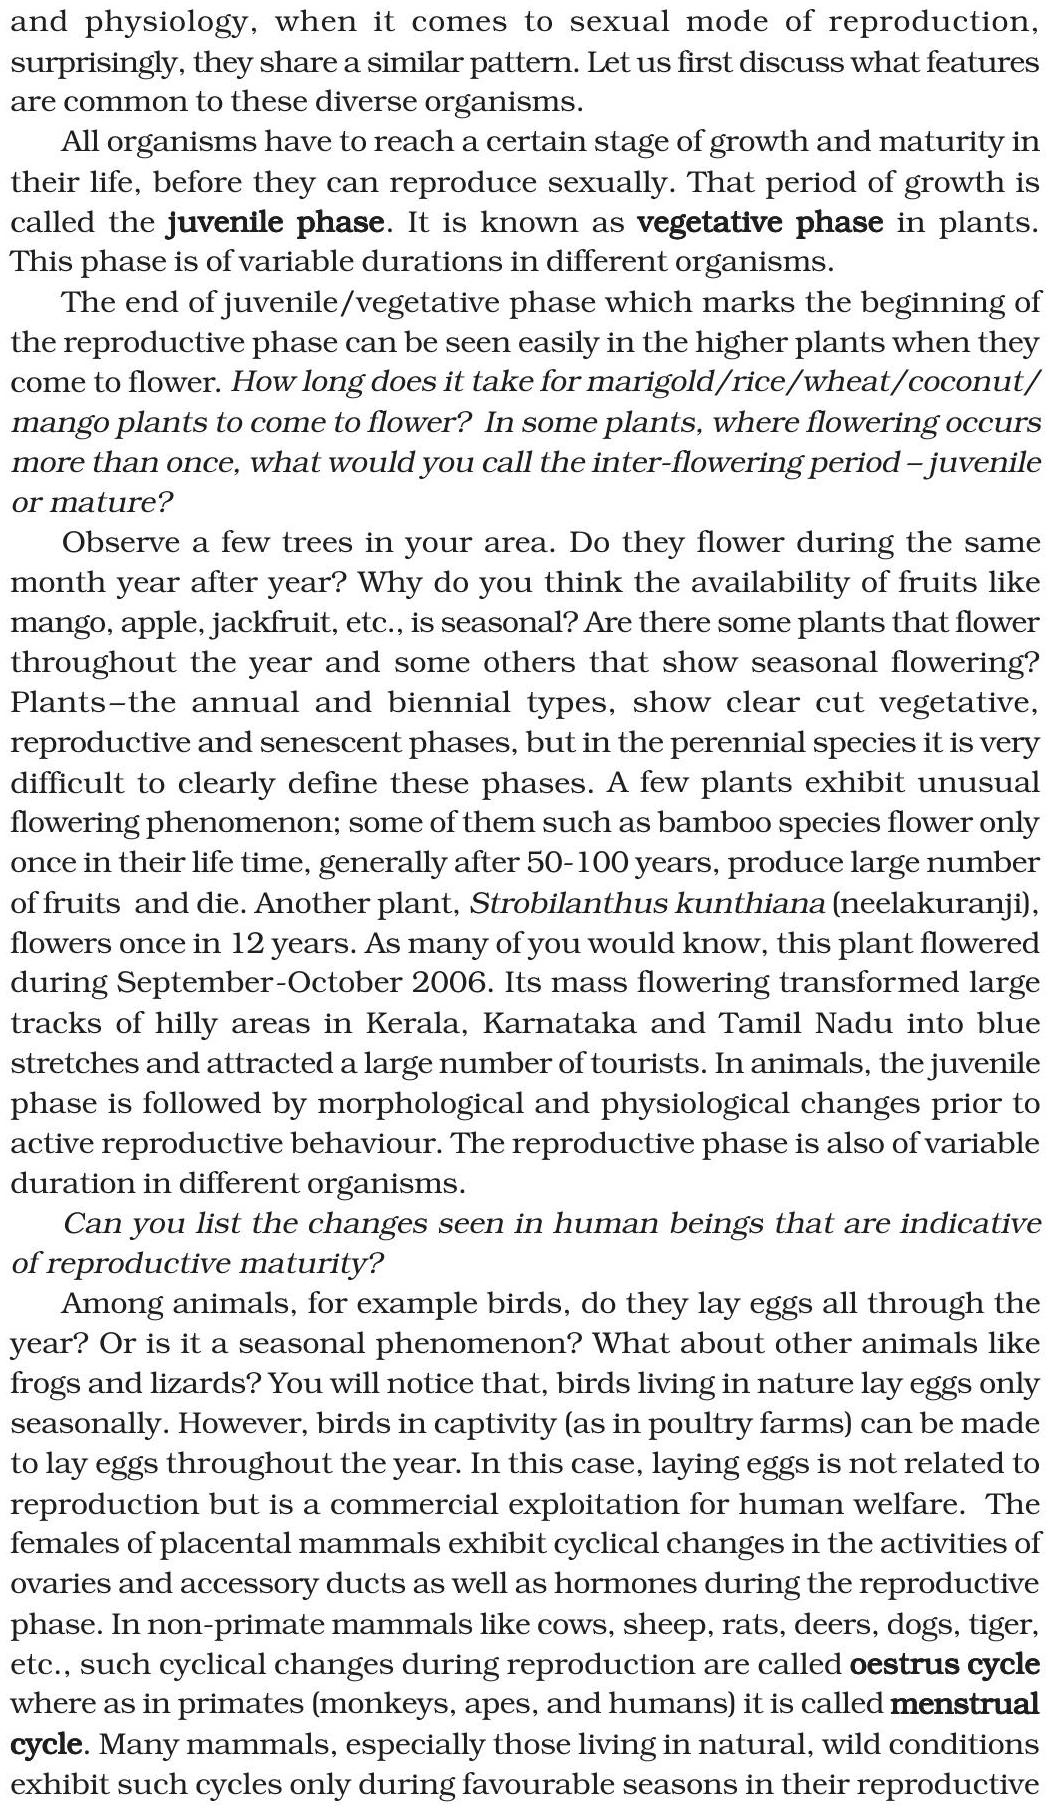 and physiology, when it comes to sexual mode of reproduction,
surprisingly, they share a similar pattern. Let us first discuss what features
are common to these diverse organisms.
All organisms have to reach a certain stage of growth and maturity in
their life, before they can reproduce sexually. That period of growth is
called the juvenile phase. It is known as vegetative phase in plants.
This phase is of variable durations in different organisms.
The end of juvenile/vegetative phase which marks the beginning of
the reproductive phase can be seen easily in the higher plants when they
come to flower. How long does it take for marigold/rice/wheat/coconut/
mango plants to come to flower? In some plants, where flowering occurs
more than once, what would you call the inter-flowering period – juvenile
or mature?
Observe a few trees in your area. Do they flower during the same
month year after year? Why do you think the availability of fruits like
mango, apple, jackfruit, etc., is seasonal? Are there some plants that flower
throughout the year and some others that show seasonal flowering?
Plants–the annual and biennial types, show clear cut vegetative,
reproductive and senescent phases, but in the perennial species it is very
difficult to clearly define these phases. A few plants exhibit unusual
flowering phenomenon; some of them such as bamboo species flower only
once in their life time, generally after 50-100 years, produce large number
of fruits and die. Another plant, Strobilanthus kunthiana (neelakuranji),
flowers once in 12 years. As many of you would know, this plant flowered
during September-October 2006. Its mass flowering transformed large
tracks of hilly areas in Kerala, Karnataka and Tamil Nadu into blue
stretches and attracted a large number of tourists. In animals, the juvenile
phase is followed by morphological and physiological changes prior to
active reproductive behaviour. The reproductive phase is also of variable
duration in different organisms.
Can you list the changes seen in human beings that are indicative
of reproductive maturity?
Among animals, for example birds, do they lay eggs all through the
year? Or is it a seasonal phenomenon? What about other animals like
frogs and lizards? You will notice that, birds living in nature lay eggs only
seasonally. However, birds in captivity (as in poultry farms) can be made
to lay eggs throughout the year. In this case, laying eggs is not related to
reproduction but is a commercial exploitation for human welfare. The
females of placental mammals exhibit cyclical changes in the activities of
ovaries and accessory ducts as well as hormones during the reproductive
phase. In non-primate mammals like cows, sheep, rats, deers, dogs, tiger,
etc., such cyclical changes during reproduction are called oestrus cycle
where as in primates (monkeys, apes, and humans) it is called menstrual
cycle. Many mammals, especially those living in natural, wild conditions
exhibit such cycles only during favourable seasons in their reproductive